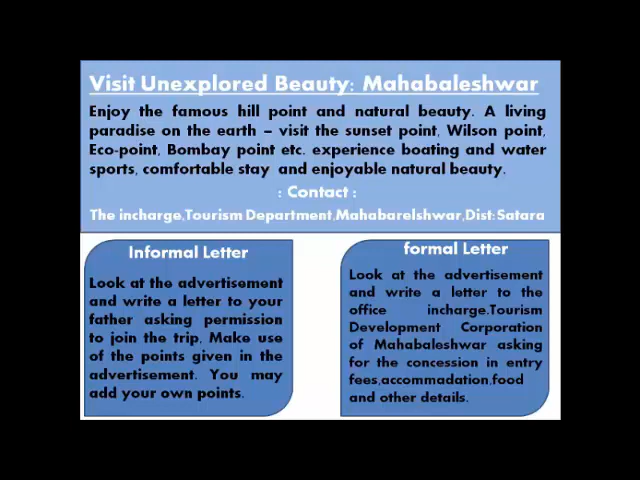 Visit Unexplored Beauty: Mahabaleshwar
Enjoy the famous hill point and natural beauty. A living
paradise on the earth – visit the sunset point, Wilson point,
Eco-point, Bombay point etc. experience boating and water
sports, comfortable stay and enjoyable natural beauty.
: Contact :
The incharge.Tourism Department,Mahabarelshwar,Dist: Satara
Informal Letter
Look at the advertisement
and write a letter to your
father asking permission
to join the trip, Make use
of the points given in the
advertisement. You may
add your own points.
formal Letter
Look at the advertisement
and write a letter to the
office incharge.Tourism
Development Corporation
of Mahabaleshwar asking
for the concession in entry
fees,accommadation,food
and other details.